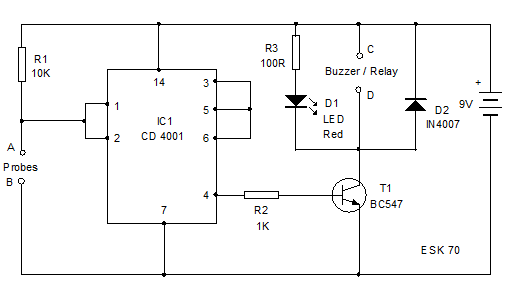 R1
10K
A
Probes
B
1
2
14
IC1
CD 4001
7
3
5
6
4
R2
1K
R3
100R
D1
LED
Red
C
Buzzer / Relay
D
D2
IN4007
T1
BC547
+
9V
ESK 70